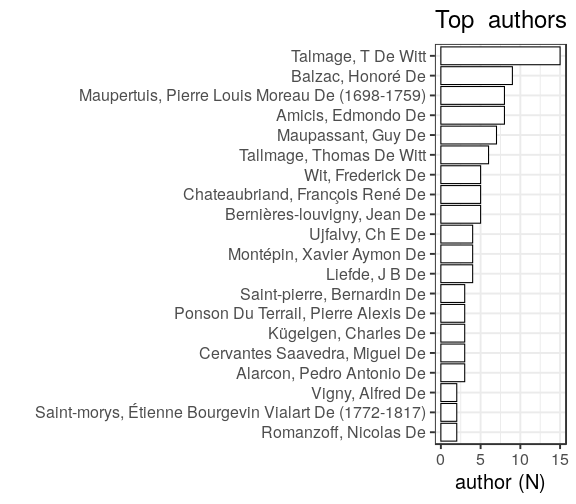 Top authors
Talmage, T De Witt
Balzac, Honoré De
Maupertuis, Pierre Louis Moreau De (1698-1759)
Amicis, Edmondo De
Maupassant, Guy De
Tallmage, Thomas De Witt
Wit, Frederick De
Chateaubriand, François René De
Bernières-louvigny, Jean De
Ujfalvy, Ch E De
Montépin, Xavier Aymon De
Liefde, J B De
Saint-pierre, Bernardin De
Ponson Du Terrail, Pierre Alexis De
Kügelgen, Charles De
Cervantes Saavedra, Miguel De
Alarcon, Pedro Antonio De
Vigny, Alfred De
Saint-morys, Étienne Bourgevin Vialart De (1772-1817)
Romanzoff, Nicolas De
0 5 10 15
author (N)